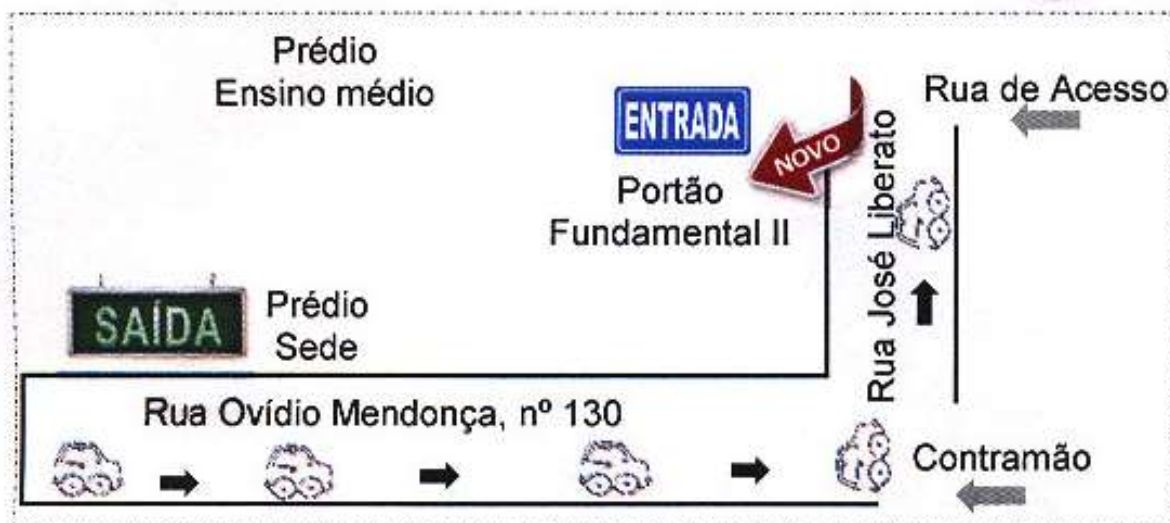 Prédio
Ensino médio
ENTRADA
NOVO
Rua de Acesso
Portão
Fundamental II
Rua José Liberato
SAÍDA
Prédio
Sede
Rua Ovídio Mendonça, nº 130
Contramão